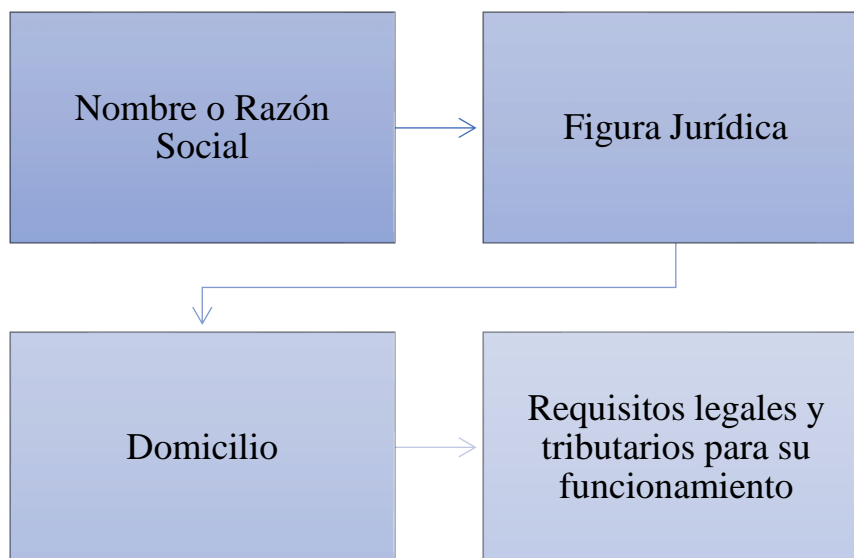 Nombre o Razón
Social
Figura Jurídica
Domicilio
Requisitos legales y
tributarios para su
funcionamiento